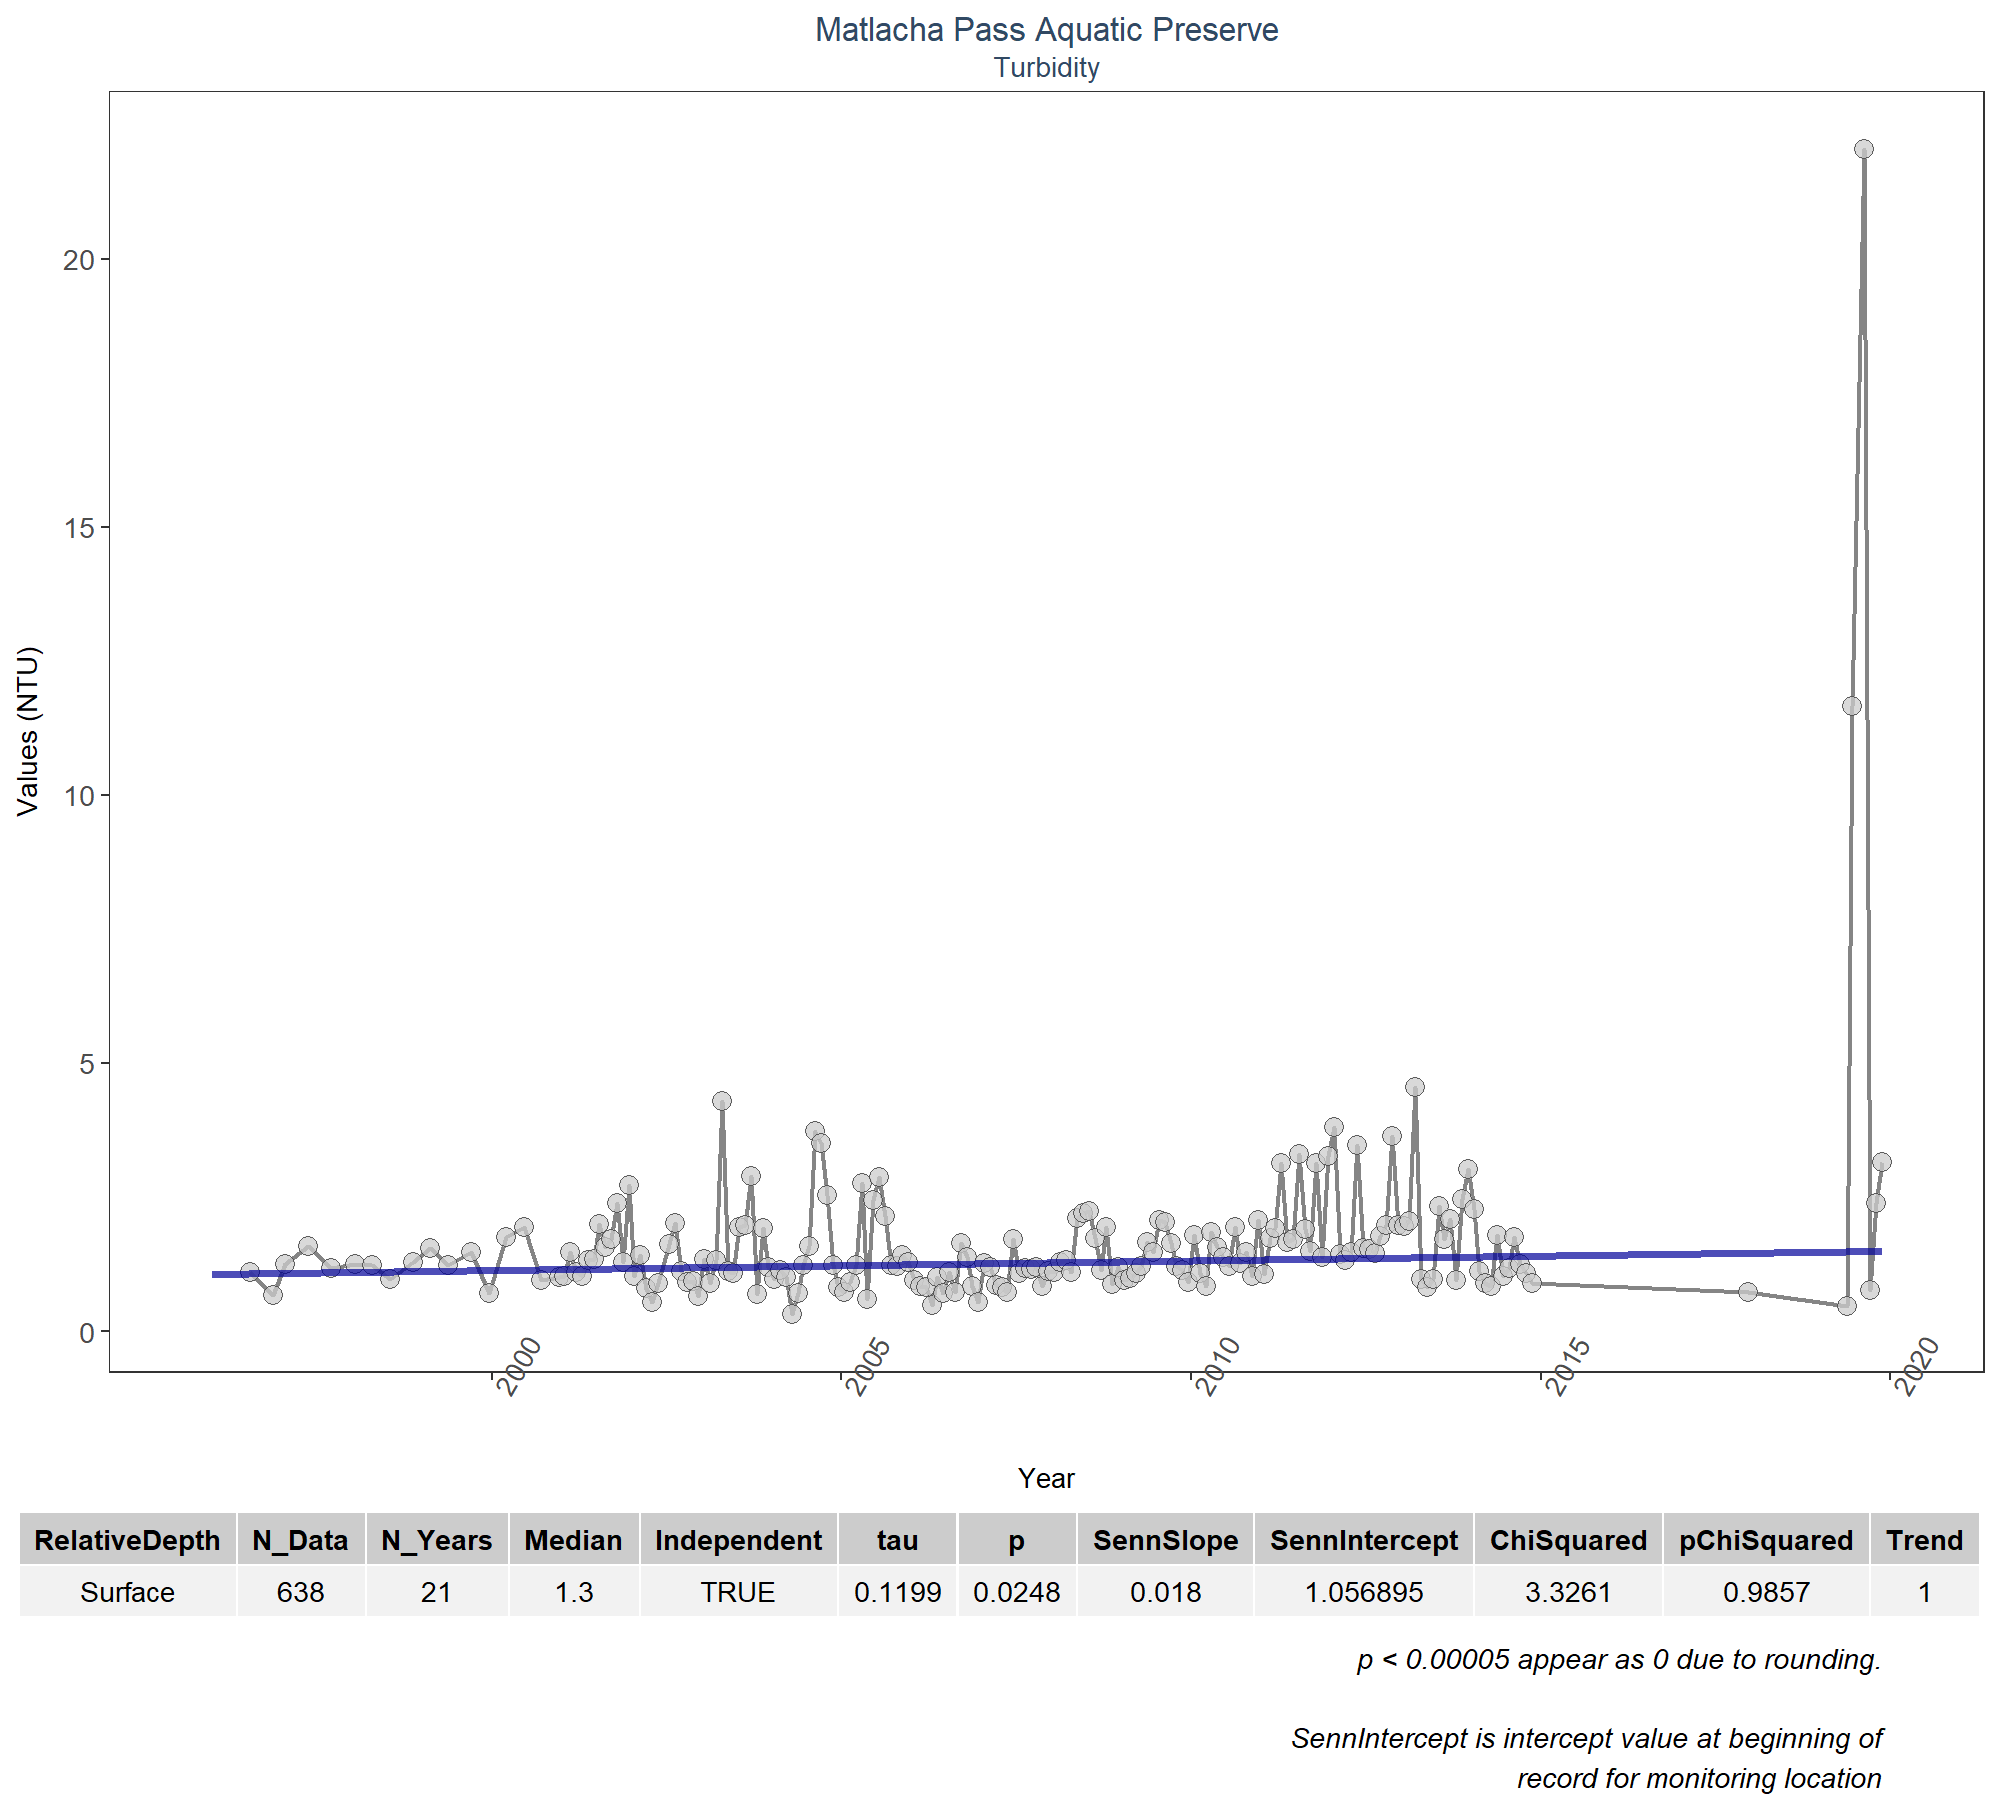 Matlacha Pass Aquatic Preserve
Turbidity
20
15
10
5
0
Values (NTU)
2000 2005 2010 2015 2020
Year
RelativeDepth N_Data N_Years Median Independent tau p SennSlope SennIntercept ChiSquared pChiSquared Trend
Surface 638 21 1.3 TRUE 0.1199 0.0248 0.018 1.056895 3.3261 0.9857 1
p < 0.00005 appear as 0 due to rounding.
SennIntercept is intercept value at beginning of
record for monitoring location